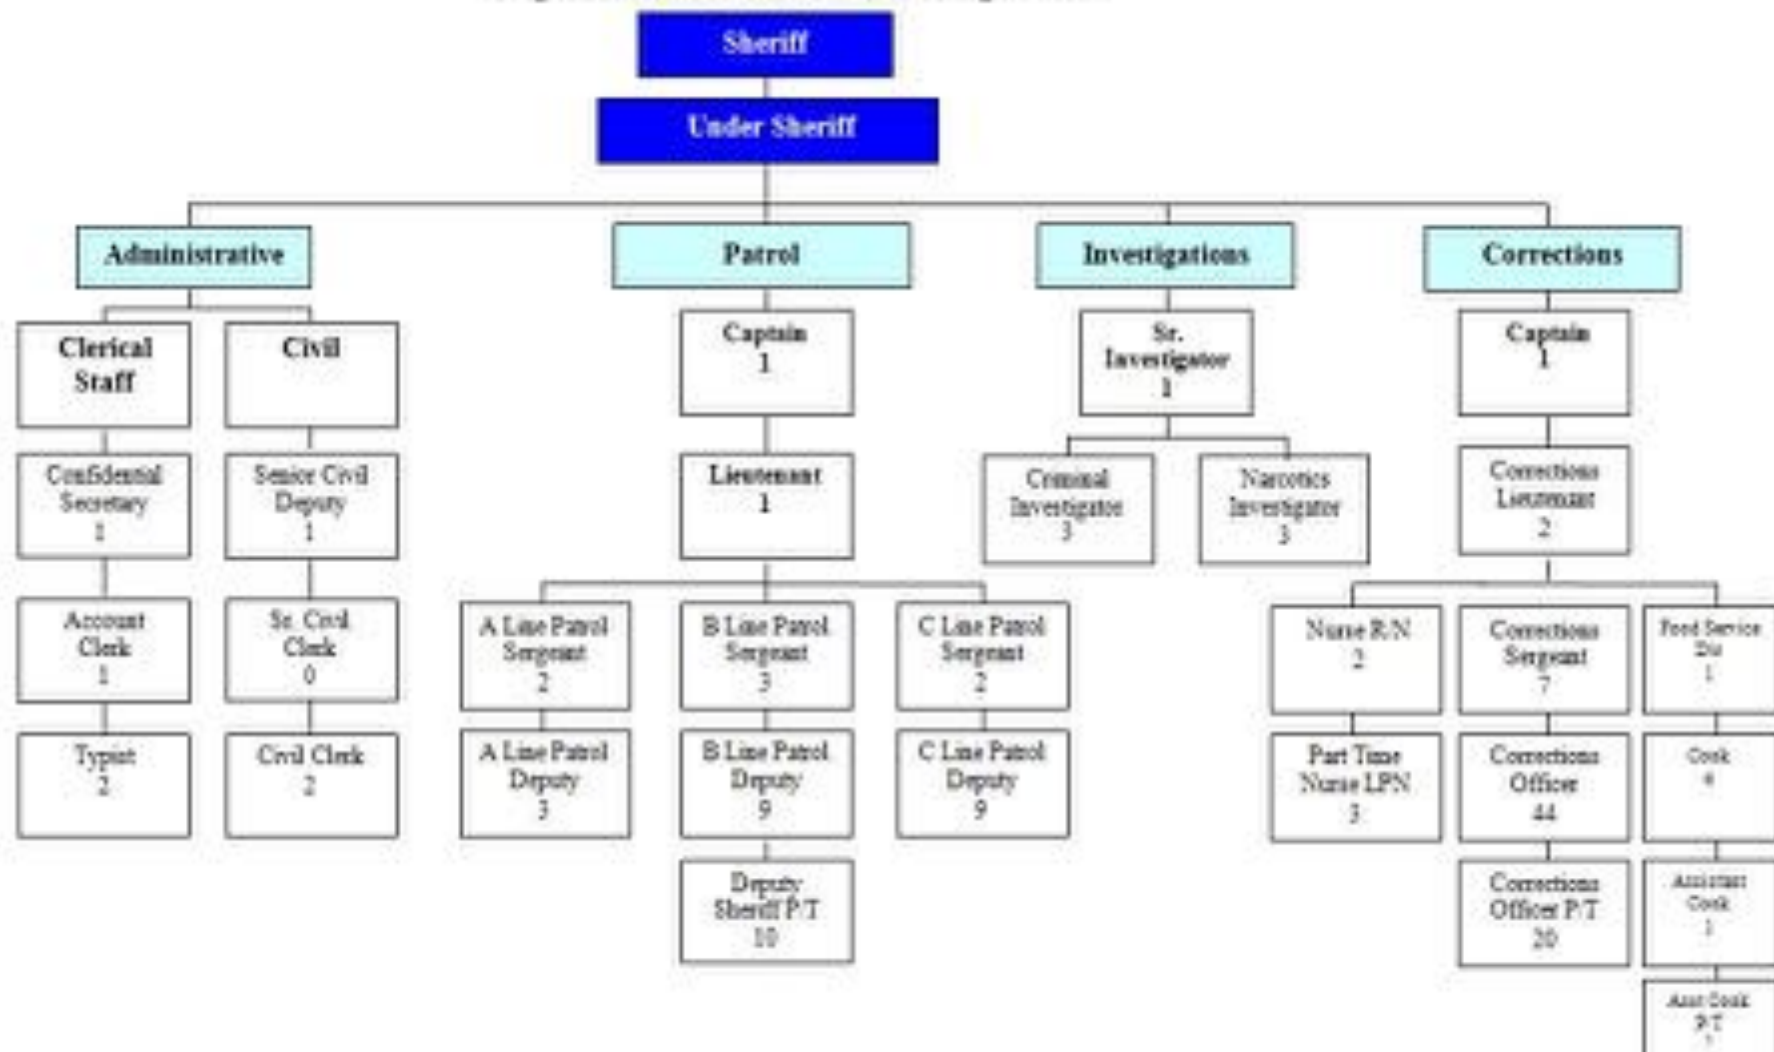 Sheriff
Under Sheriff
Administrative
Patrol
Investigations
Corrections
Clerical
Staff
Civil
Captain
1
Sr.
Investigator
1
Captain
1
Confidential
Secretary
1
Senior Civil
Deputy
1
Lieutenant
1
Criminal
Investigator
3
Narcotics
Investigator
3
Corrections
Lieutenant
2
Account
Clerk
1
Sr. Civil
Clerk
0
A Line Patrol
Sergeant
2
B Line Patrol
Sergeant
3
C Line Patrol
Sergeant
2
Nurse R/N
2
Corrections
Sergeant
7
Food Service
Dir
1
Typist
2
Civil Clerk
2
A Line Patrol
Deputy
3
B Line Patrol
Deputy
9
C Line Patrol
Deputy
9
Part Time
Nurse LPN
3
Corrections
Officer
44
Cook
Deputy
Sheriff P/T
10
Corrections
Officer P/T
20
Assistant
Cook
1
Asst Cook
P/T